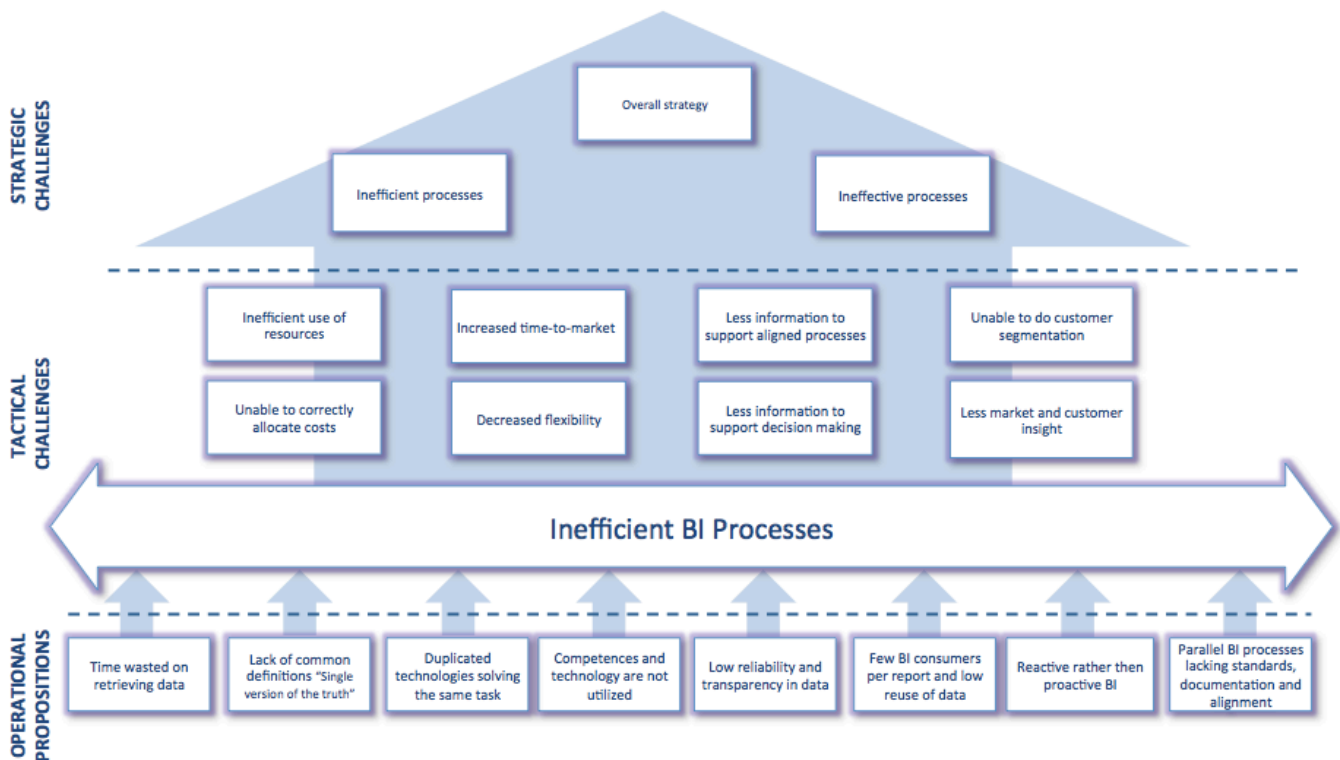 STRATEGIC
CHALLENGES
Overall strategy
Inefficient processes
Ineffective processes
TACTICAL
CHALLENGES
Inefficient use of
resources
Increased time-to-market
Less information to
support aligned processes
Unable to do customer
segmentation
Unable to correctly
allocate costs
Decreased flexibility
Less information to
support decision making
Less market and customer
insight
Inefficient BI Processes
OPERATIONAL
PROPOSITIONS
Time wasted on
retrieving data
Lack of common
definitions “Single
version of the truth”
Duplicated
technologies solving
the same task
Competences and
technology are not
utilized
Low reliability and
transparency in data
Few BI consumers
per report and low
reuse of data
Reactive rather then
proactive BI
Parallel BI processes
lacking standards,
documentation and
alignment